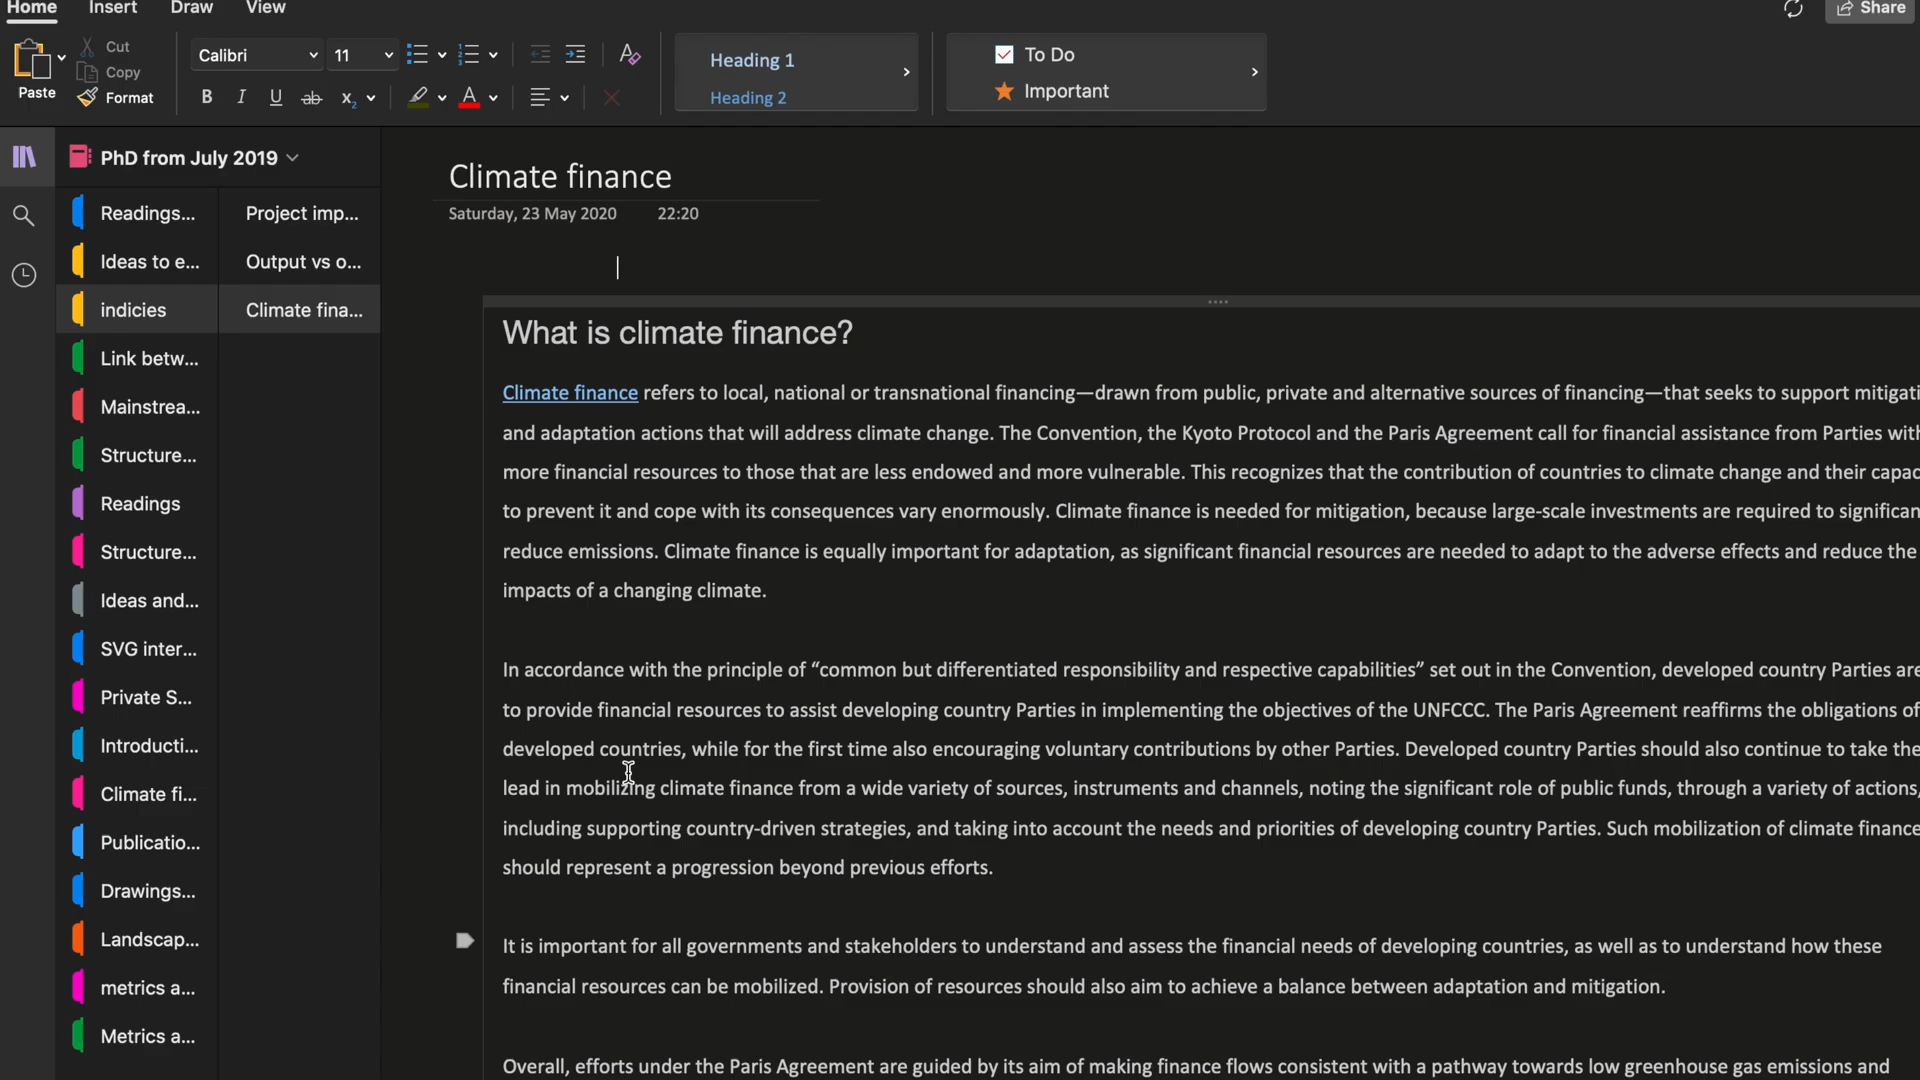 Home Insert Draw View Share
Cut
Copy
Paste Format
Calibri 11
B I U ab X2 A
Heading 1
Heading 2
To Do
Important
PhD from July 2019
Readings...
Ideas to e...
indicies
Link betw...
Mainstrea...
Structure...
Readings
Structure...
Ideas and...
SVG inter...
Private S...
Introducti...
Climate fi...
Publicatio...
Drawings...
Landscap...
metrics a...
Metrics a...
Project imp...
Output vs o...
Climate fina...
Climate finance
Saturday, 23 May 2020 22:20
What is climate finance?
Climate finance refers to local, national or transnational financing—drawn from public, private and alternative sources of financing—that seeks to support mitigati
and adaptation actions that will address climate change. The Convention, the Kyoto Protocol and the Paris Agreement call for financial assistance from Parties with
more financial resources to those that are less endowed and more vulnerable. This recognizes that the contribution of countries to climate change and their capac
to prevent it and cope with its consequences vary enormously. Climate finance is needed for mitigation, because large-scale investments are required to significan
reduce emissions. Climate finance is equally important for adaptation, as significant financial resources are needed to adapt to the adverse effects and reduce the
impacts of a changing climate.
In accordance with the principle of “common but differentiated responsibility and respective capabilities” set out in the Convention, developed country Parties are
to provide financial resources to assist developing country Parties in implementing the objectives of the UNFCCC. The Paris Agreement reaffirms the obligations of
developed countries, while for the first time also encouraging voluntary contributions by other Parties. Developed country Parties should also continue to take the
lead in mobilizing climate finance from a wide variety of sources, instruments and channels, noting the significant role of public funds, through a variety of actions,
including supporting country-driven strategies, and taking into account the needs and priorities of developing country Parties. Such mobilization of climate finance
should represent a progression beyond previous efforts.
It is important for all governments and stakeholders to understand and assess the financial needs of developing countries, as well as to understand how these
financial resources can be mobilized. Provision of resources should also aim to achieve a balance between adaptation and mitigation.
Overall, efforts under the Paris Agreement are guided by its aim of making finance flows consistent with a pathway towards low greenhouse gas emissions and